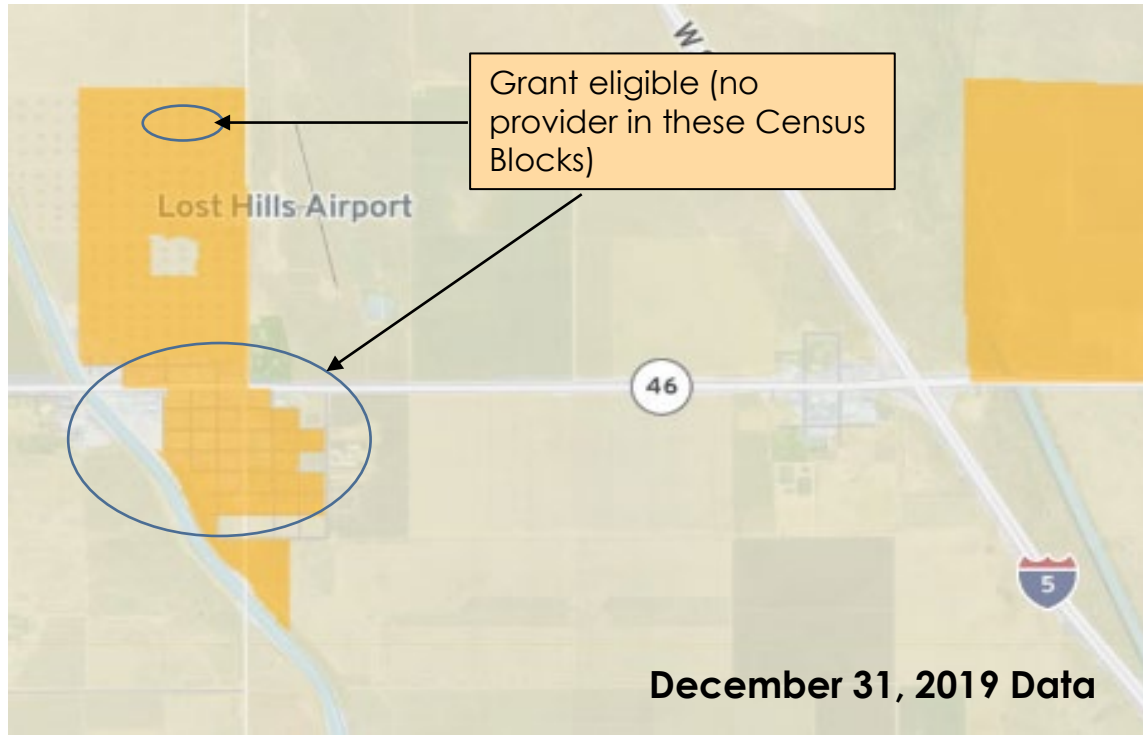 W
Grant eligible (no
provider in these Census
Blocks)
Lost Hills Airport
46
5
December 31, 2019 Data